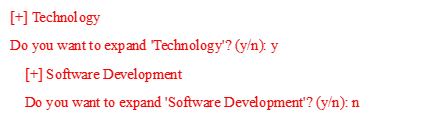 [+] Technology
Do you want to expand 'Technology'? (y/n): y
[+] Software Development
Do you want to expand 'Software Development'? (y/n): n